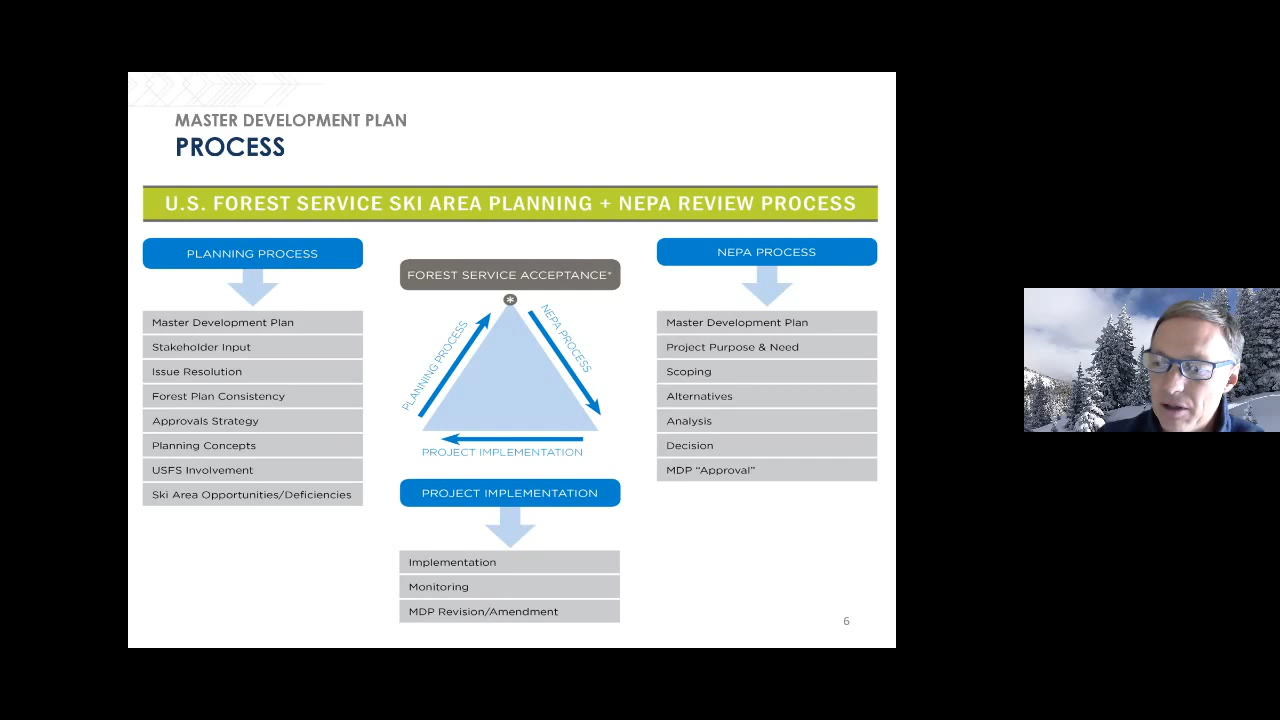 MASTER DEVELOPMENT PLAN
PROCESS
U.S. FOREST SERVICE SKI AREA PLANNING + NEPA REVIEW PROCESS
PLANNING PROCESS
Master Development Plan
Stakeholder Input
Issue Resolution
Forest Plan Consistency
Approvals Strategy
Planning Concepts
USFS Involvement
Ski Area Opportunities/Deficiencies
FOREST SERVICE ACCEPTANCE*
*
PLANNING PROCESS
NEPA PROCESS
PROJECT IMPLEMENTATION
PROJECT IMPLEMENTATION
Implementation
Monitoring
MDP Revision/Amendment
NEPA PROCESS
Master Development Plan
Project Purpose & Need
Scoping
Alternatives
Analysis
Decision
MDP “Approval”
6